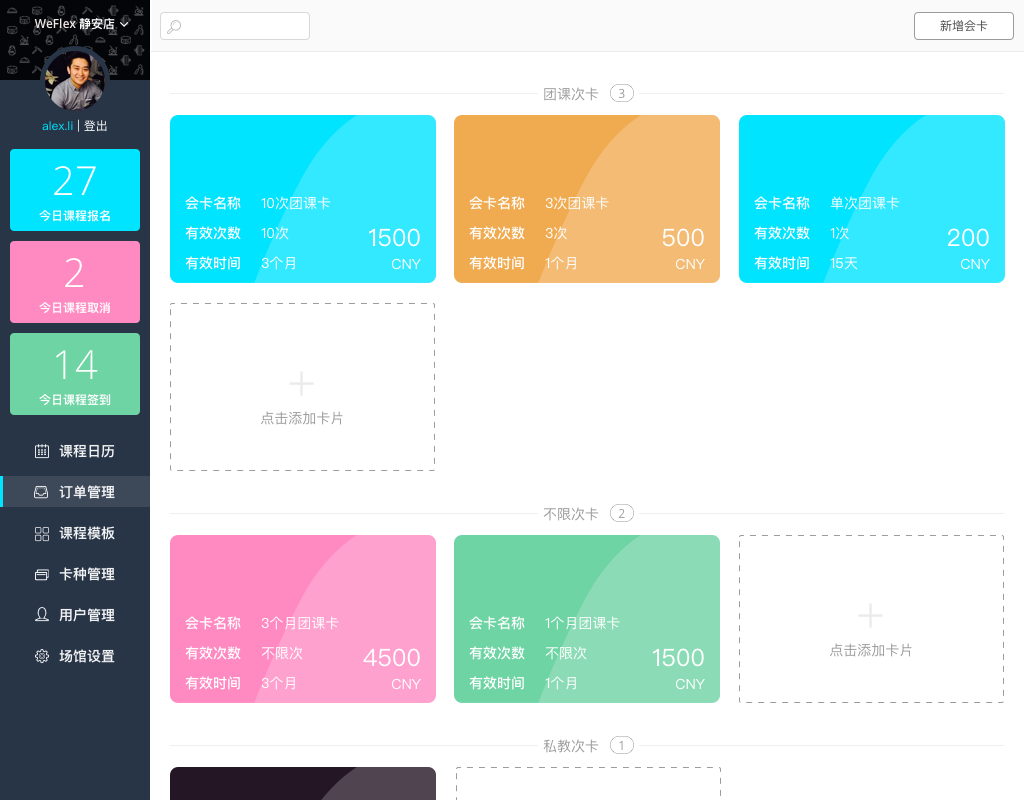 WeFlex 静安店
alex.li | 登出
27
今日课程报名
2
今日课程取消
14
今日课程签到
课程日历
订单管理
课程模板
卡种管理
用户管理
场馆设置
新增会卡
团课次卡 3
会卡名称 10次团课卡
有效次数 10次
1500
有效时间 3个月
CNY
会卡名称 3次团课卡
有效次数 3次
500
有效时间 1个月
CNY
会卡名称 单次团课卡
有效次数 1次
200
有效时间 15天
CNY
点击添加卡片
不限次卡 2
会卡名称 3个月团课卡
有效次数 不限次
4500
有效时间 3个月
CNY
会卡名称 1个月团课卡
有效次数 不限次
1500
有效时间 1个月
CNY
点击添加卡片
私教次卡 1